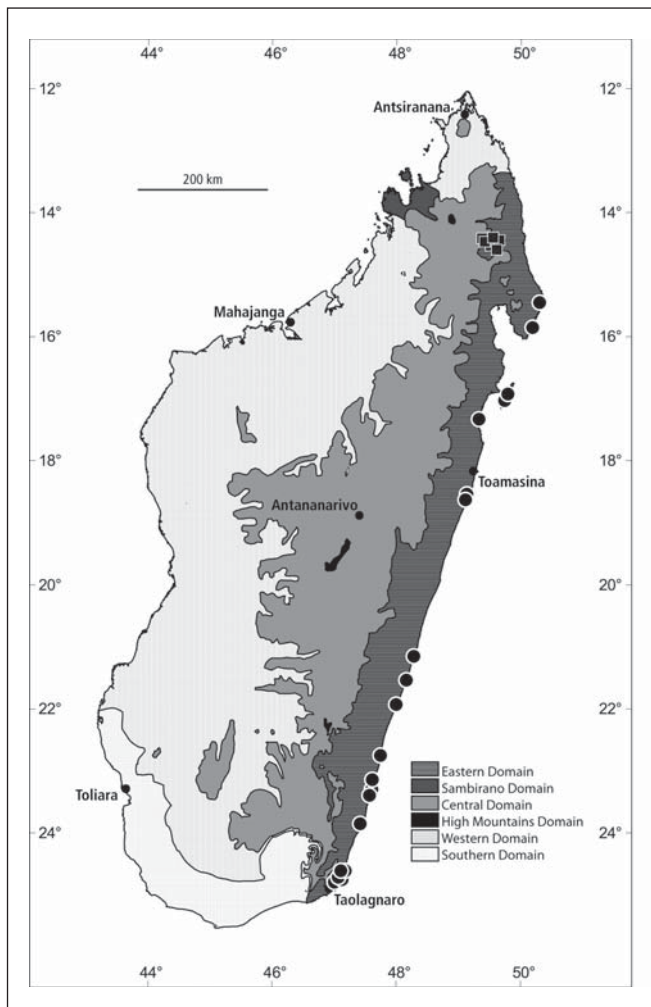 44° 46° 48° 50°
12° 12°
Antsiranana
200 km
14° 14°
Mahajanga
16° 16°
18° 18°
Toamasina
Antananarivo
20° 20°
22° 22°
Eastern Domain
Sambirano Domain
Toliara
Central Domain
High Mountains Domain
24° 24°
Western Domain
Southern Domain
Taolagnaro
44° 46° 48° 50°